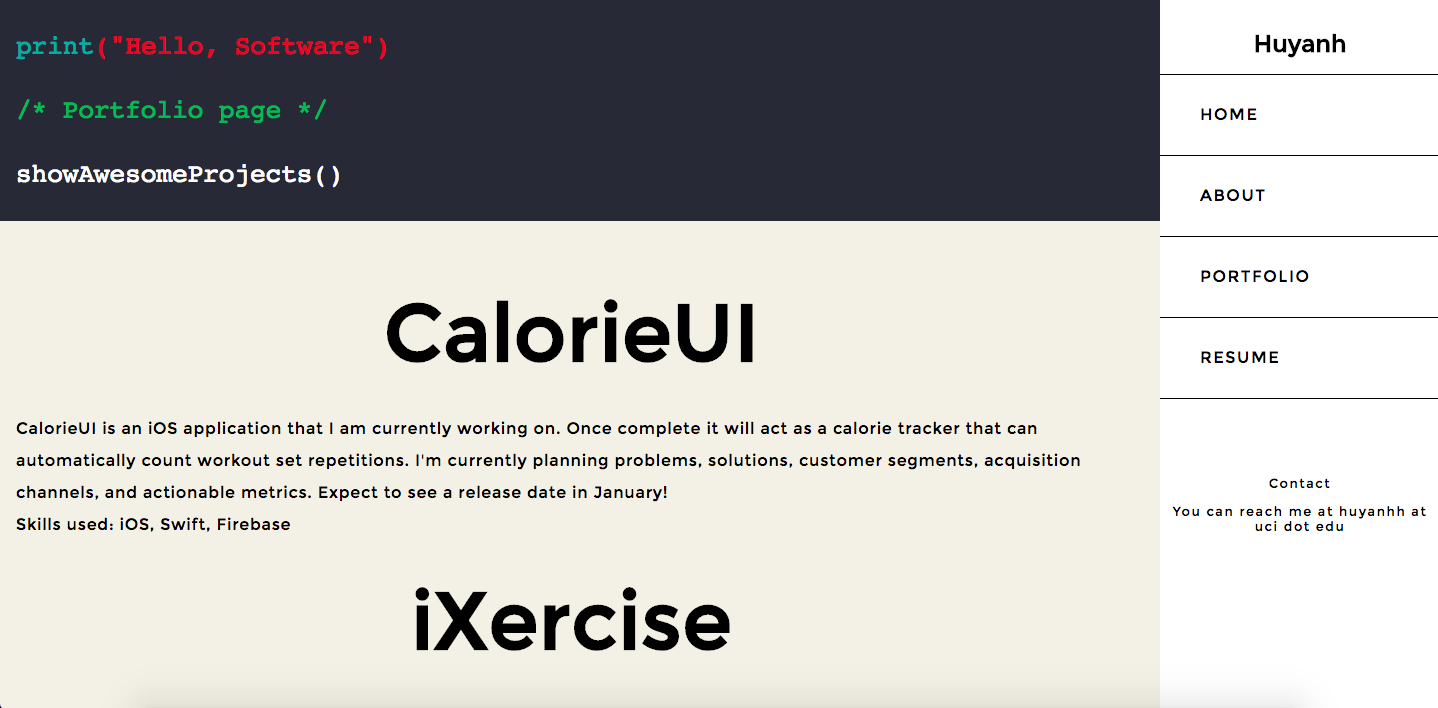 print("Hello, Software")
/* Portfolio page */
showAwesomeProjects()
CalorieUI
CalorieUI is an iOS application that I am currently working on. Once complete it will act as a calorie tracker that can
automatically count workout set repetitions. I'm currently planning problems, solutions, customer segments, acquisition
channels, and actionable metrics. Expect to see a release date in January!
Skills used: iOS, Swift, Firebase
iXercise
Huyanh
HOME
ABOUT
PORTFOLIO
RESUME
Contact
You can reach me at huyanhh at
uci dot edu